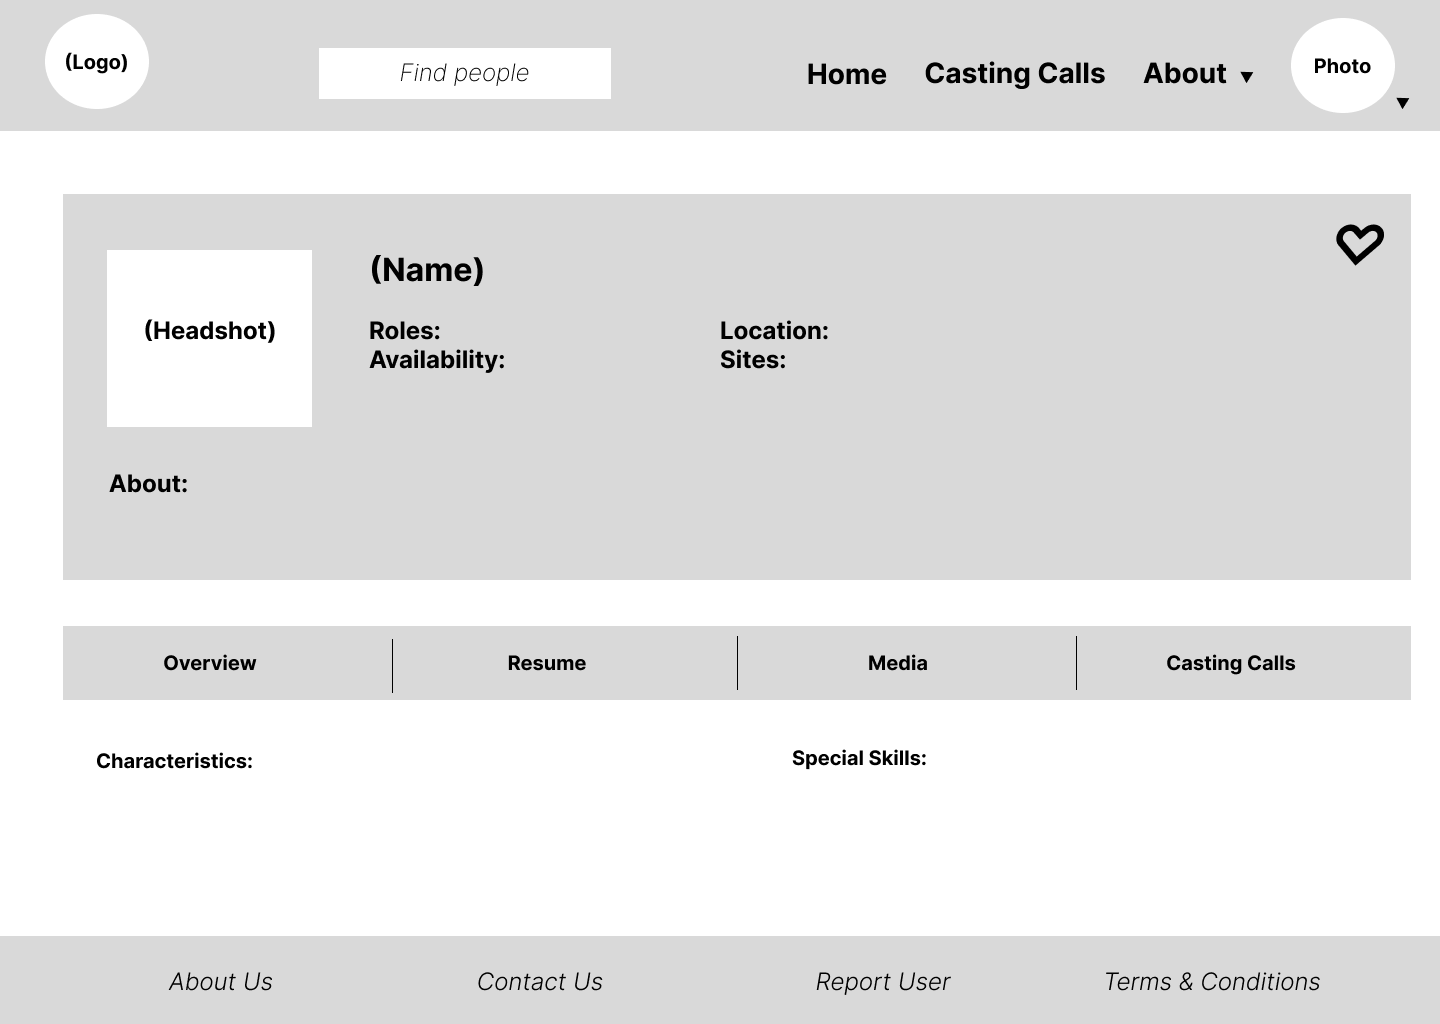 (Logo)
Find people
Home
Casting Calls
About
Photo
(Name)
(Headshot)
Roles:
Availability:
Location:
Sites:
About:
Overview
Resume
Media
Casting Calls
Characteristics:
Special Skills:
About Us
Contact Us
Report User
Terms & Conditions